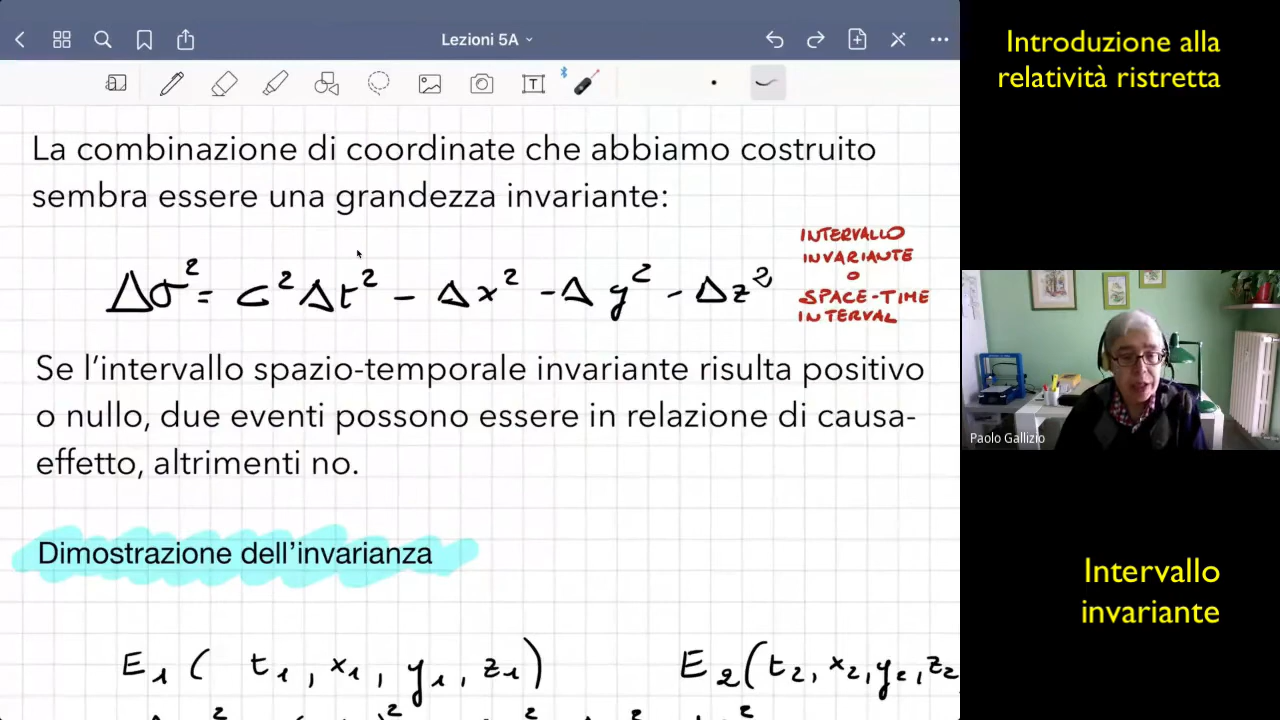 Lezioni 5A
T
La combinazione di coordinate che abbiamo costruito
sembra essere una grandezza invariante:
Δσ² = c²Δt² - Δx² - Δy² - Δz²
INTERVALLO
INVARIANTE
O
SPACE-TIME
INTERVAL
Se l'intervallo spazio-temporale invariante risulta positivo
o nullo, due eventi possono essere in relazione di causa-
effetto, altrimenti no.
Dimostrazione dell'invarianza
E₁ ( t₁, x₁, y₁, z₁)
E₂(t₂, x₂, y₂, z₂
Introduzione alla
relatività ristretta
Paolo Gallizio
Intervallo
invariante